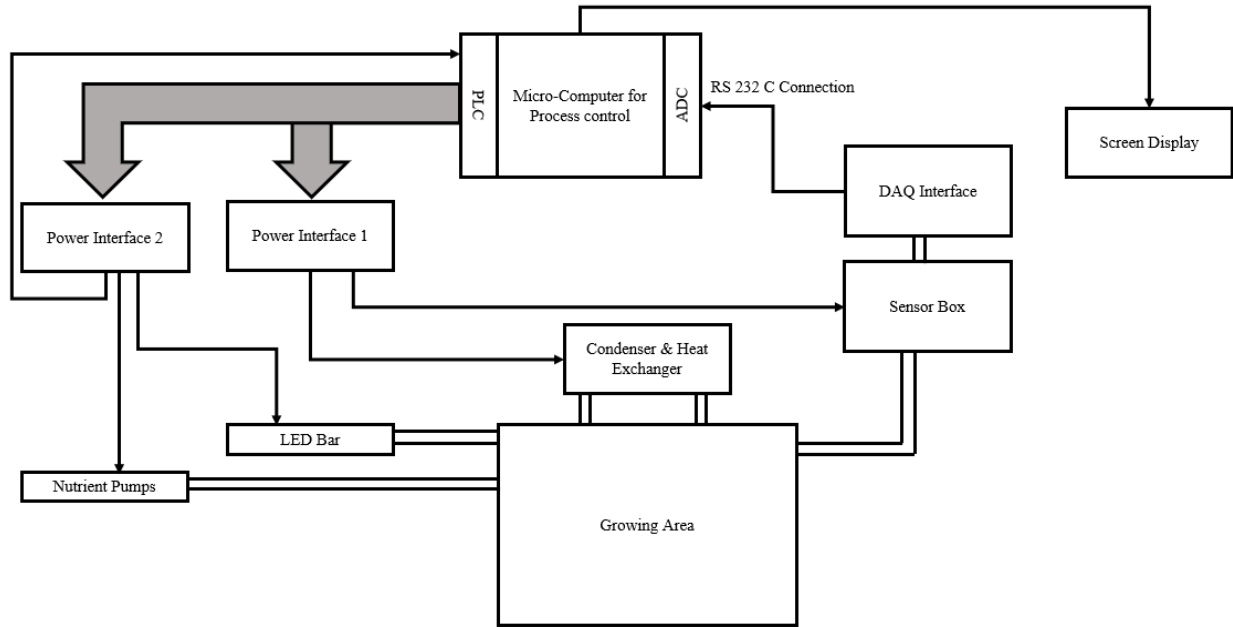 PLC
Micro-Computer for
Process control
ADC
RS 232 C Connection
Screen Display
DAQ Interface
Power Interface 2
Power Interface 1
Sensor Box
Condenser & Heat
Exchanger
LED Bar
Nutrient Pumps
Growing Area